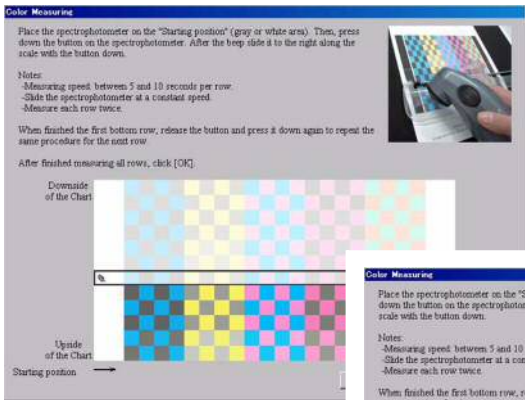 Color Measuring
Place the spectrophotometer on the "Starting position" (gray or white area). Then, press
down the button on the spectrophotometer. After the beep slide it to the right along the
scale with the button down.
Notes:
-Measuring speed: between 5 and 10 seconds per row.
-Slide the spectrophotometer at a constant speed.
-Measure each row twice.
When finished the first bottom row, release the button and press it down again to repeat the
same procedure for the next row.
After finished measuring all rows, click [OK].
Downside
of the Chart
Upside
of the Chart
Starting position
Color Measuring
Place the spectrophotometer on the "S
down the button on the spectrophoto
scale with the button down.
Notes:
-Measuring speed: between 5 and 10
-Slide the spectrophotometer at a con
-Measure each row twice.
When finished the first bottom row, r